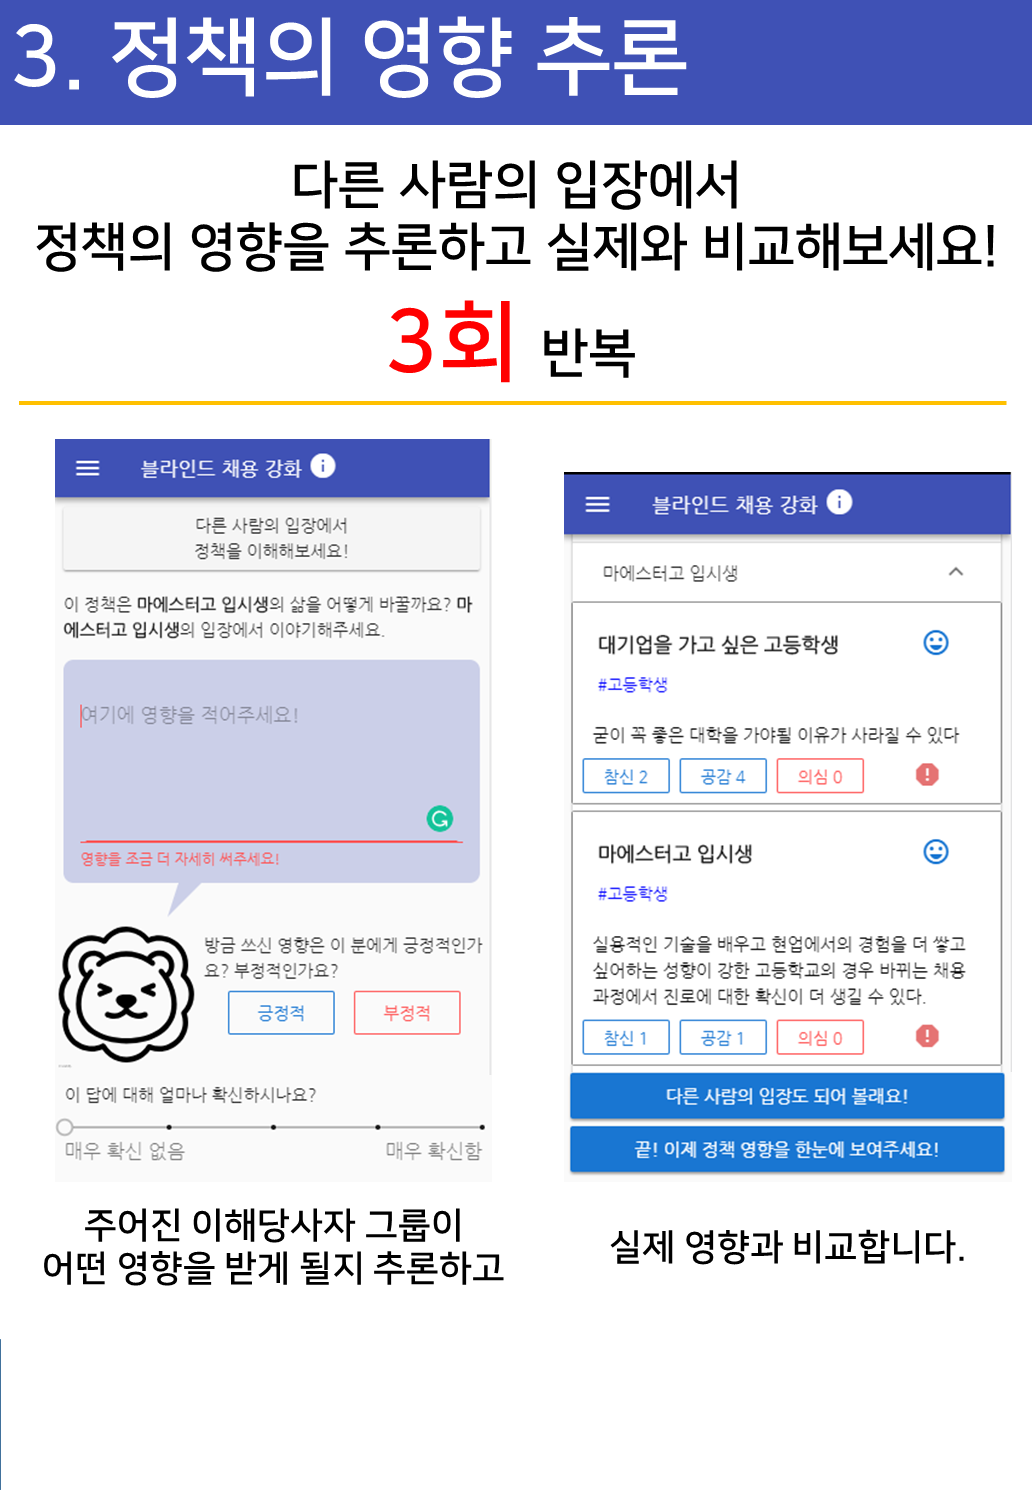 3. 정책의 영향 추론
다른 사람의 입장에서
정책의 영향을 추론하고 실제와 비교해보세요!
3회 반복
블라인드 채용 강화
다른 사람의 입장에서
정책을 이해해보세요!
이 정책은 마에스터고 입시생의 삶을 어떻게 바꿀까요? 마
에스터고 입시생의 입장에서 이야기해주세요.
여기에 영향을 적어주세요!
영향을 조금 더 자세히 써주세요!
방금 쓰신 영향은 이 분에게 긍정적인가
요? 부정적인가요?
긍정적
부정적
이 답에 대해 얼마나 확신하시나요?
매우 확신 없음
매우 확신함
주어진 이해당사자 그룹이
어떤 영향을 받게 될지 추론하고
블라인드 채용 강화
마에스터고 입시생
대기업을 가고 싶은 고등학생
#고등학생
굳이 꼭 좋은 대학을 가야될 이유가 사라질 수 있다
참신 2
공감 4
의심 0
마에스터고 입시생
#고등학생
실용적인 기술을 배우고 현업에서의 경험을 더 쌓고
싶어하는 성향이 강한 고등학교의 경우 바뀌는 채용
과정에서 진로에 대한 확신이 더 생길 수 있다.
참신 1
공감 1
의심 0
다른 사람의 입장도 되어 볼래요!
끝! 이제 정책 영향을 한눈에 보여주세요!
실제 영향과 비교합니다.